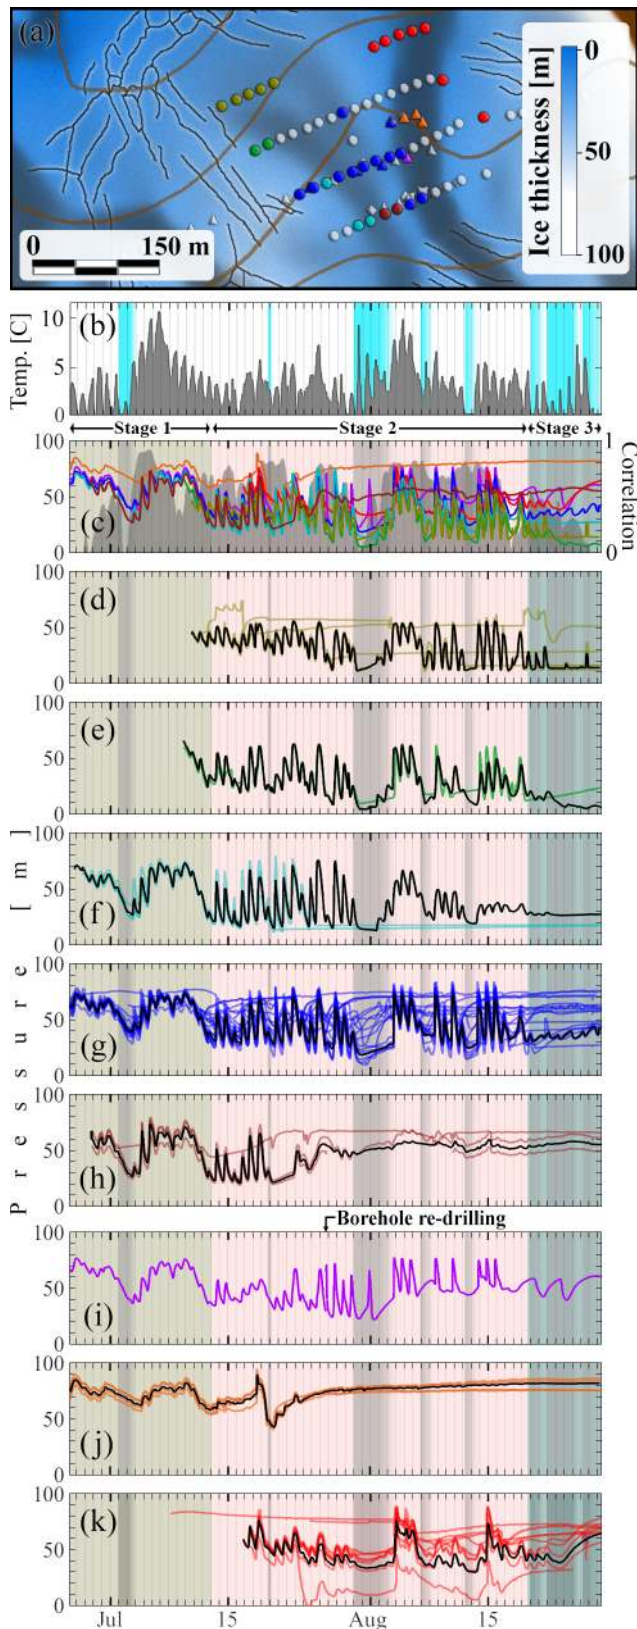 (a)
0
50
100
Ice thickness [m]
0 150 m
(b)
10
5
0
Temp. [C]
Stage 1 Stage 2 Stage 3
100
50
0
(c)
1
0
Correlation
100
50
0
(d)
100
50
0
(e)
100
50
0
(f)
100
50
0
(g)
100
50
0
(h)
Pressure [m]
Borehole re-drilling
100
50
0
(i)
100
50
0
(j)
100
50
0
(k)
Jul 15 Aug 15